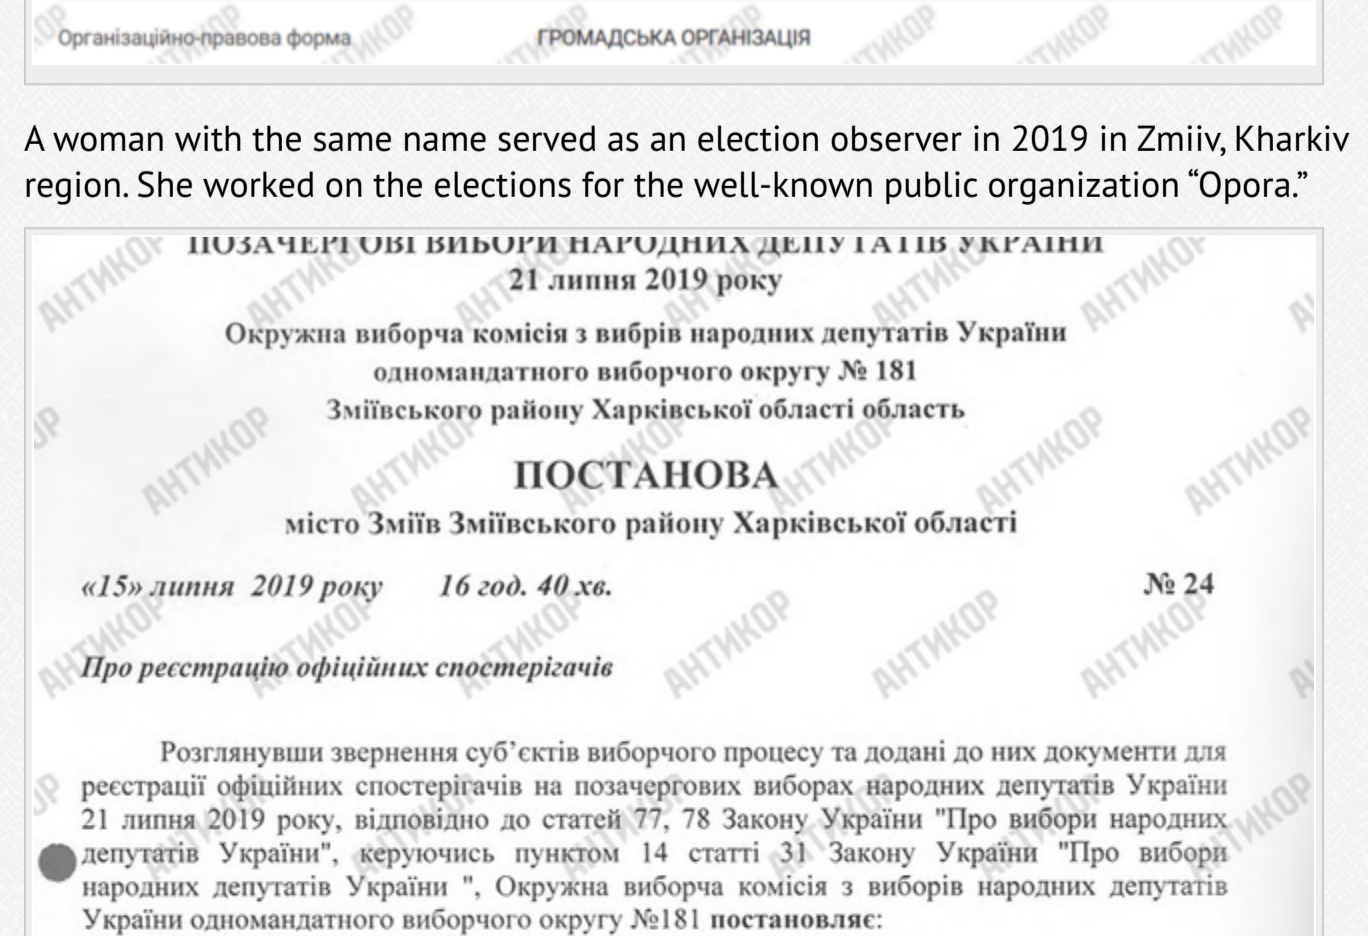 Організаційно-правова форма ГРОМАДСЬКА ОРГАНІЗАЦІЯ
A woman with the same name served as an election observer in 2019 in Zmiiv, Kharkiv
region. She worked on the elections for the well-known public organization “Opora.”
ПОЗАЧЕРГОВІ ВИБОРИ НАРОДНИХ ДЕПУТАТІВ УКРАЇНИ
21 липня 2019 року
Окружна виборча комісія з вибрів народних депутатів України
одномандатного виборчого округу № 181
Зміївського району Харківської області область
ПОСТАНОВА
місто Зміїв Зміївського району Харківської області
«15» липня 2019 року 16 год. 40 хв. № 24
Про реєстрацію офіційних спостерігачів
Розглянувши звернення суб’єктів виборчого процесу та додані до них документи для
реєстрації офіційних спостерігачів на позачергових виборах народних депутатів України
21 липня 2019 року, відповідно до статей 77, 78 Закону України "Про вибори народних
депутатів України", керуючись пунктом 14 статті 31 Закону України "Про вибори
народних депутатів України ", Окружна виборча комісія з виборів народних депутатів
України одномандатного виборчого округу №181 постановляє:
АНТИКОР